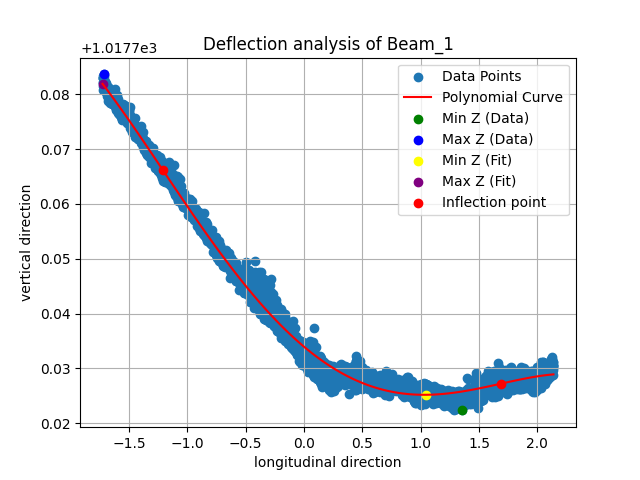 Deflection analysis of Beam_1
+1.0177e3
Data Points
Polynomial Curve
Min Z (Data)
Max Z (Data)
Min Z (Fit)
Max Z (Fit)
Inflection point
0.08
0.07
0.06
0.05
0.04
0.03
0.02
vertical direction
−1.5 −1.0 −0.5 0.0 0.5 1.0 1.5 2.0
longitudinal direction